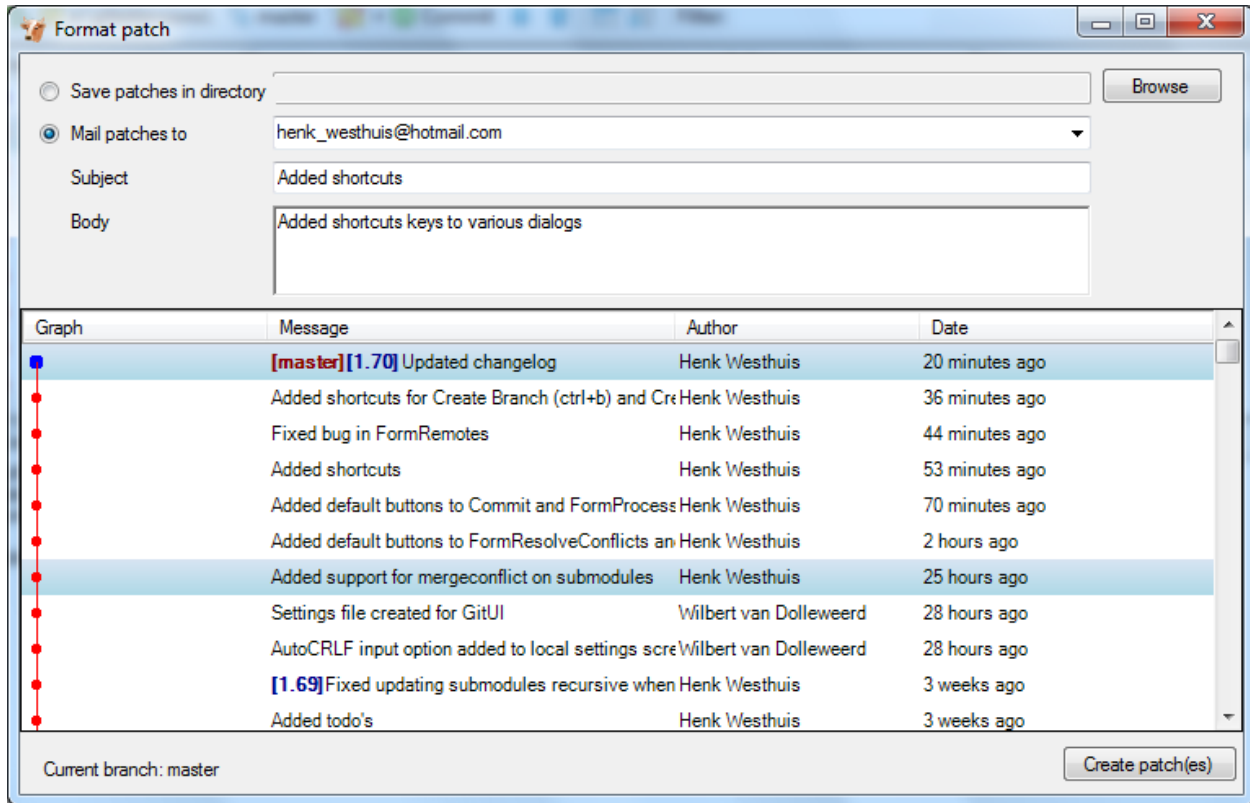 Format patch
Save patches in directory
Browse
Mail patches to henk_westhuis@hotmail.com
Subject Added shortcuts
Body Added shortcuts keys to various dialogs
Graph Message Author Date
[master][1.70] Updated changelog Henk Westhuis 20 minutes ago
Added shortcuts for Create Branch (ctrl+b) and Cre Henk Westhuis 36 minutes ago
Fixed bug in FormRemotes Henk Westhuis 44 minutes ago
Added shortcuts Henk Westhuis 53 minutes ago
Added default buttons to Commit and FormProcess Henk Westhuis 70 minutes ago
Added default buttons to FormResolveConflicts an Henk Westhuis 2 hours ago
Added support for mergeconflict on submodules Henk Westhuis 25 hours ago
Settings file created for GitUI Wilbert van Dolleweerd 28 hours ago
AutoCRLF input option added to local settings scre Wilbert van Dolleweerd 28 hours ago
[1.69]Fixed updating submodules recursive when Henk Westhuis 3 weeks ago
Added todo's Henk Westhuis 3 weeks ago
Current branch: master
Create patch(es)